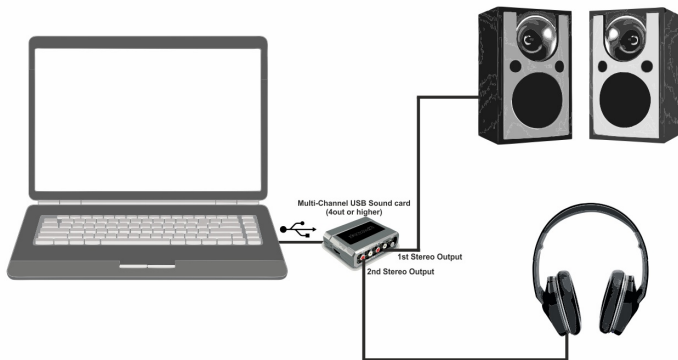 Multi-Channel USB Sound card
(4out or higher)
1st Stereo Output
2nd Stereo Output